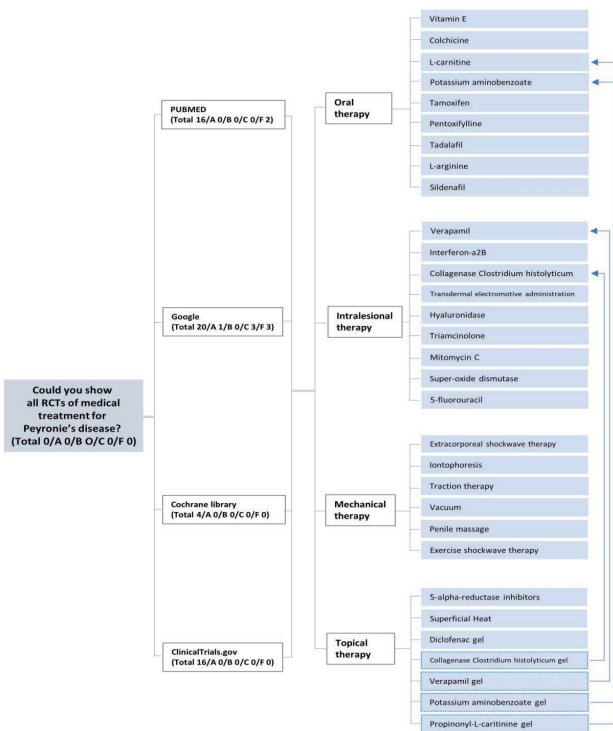 Could you show
all RCTs of medical
treatment for
Peyronie's disease?
(Total 0/A 0/B O/C 0/F 0)
PUBMED
(Total 16/A 0/B 0/C 0/F 2)
Google
(Total 20/A 1/B 0/C 3/F 3)
Cochrane library
(Total 4/A 0/B 0/C 0/F 0)
ClinicalTrials.gov
(Total 16/A 0/B 0/C 0/F 0)
Oral
therapy
Vitamin E
Colchicine
L-carnitine
Potassium aminobenzoate
Tamoxifen
Pentoxifylline
Tadalafil
L-arginine
Sildenafil
Intralesional
therapy
Verapamil
Interferon-a2B
Collagenase Clostridium histolyticum
Transdermal electromotive administration
Hyaluronidase
Triamcinolone
Mitomycin C
Super-oxide dismutase
5-fluorouracil
Mechanical
therapy
Extracorporeal shockwave therapy
Iontophoresis
Traction therapy
Vacuum
Penile massage
Exercise shockwave therapy
Topical
therapy
5-alpha-reductase inhibitors
Superficial Heat
Diclofenac gel
Collagenase Clostridium histolyticum gel
Verapamil gel
Potassium aminobenzoate gel
Propinonyl-L-caritinine gel